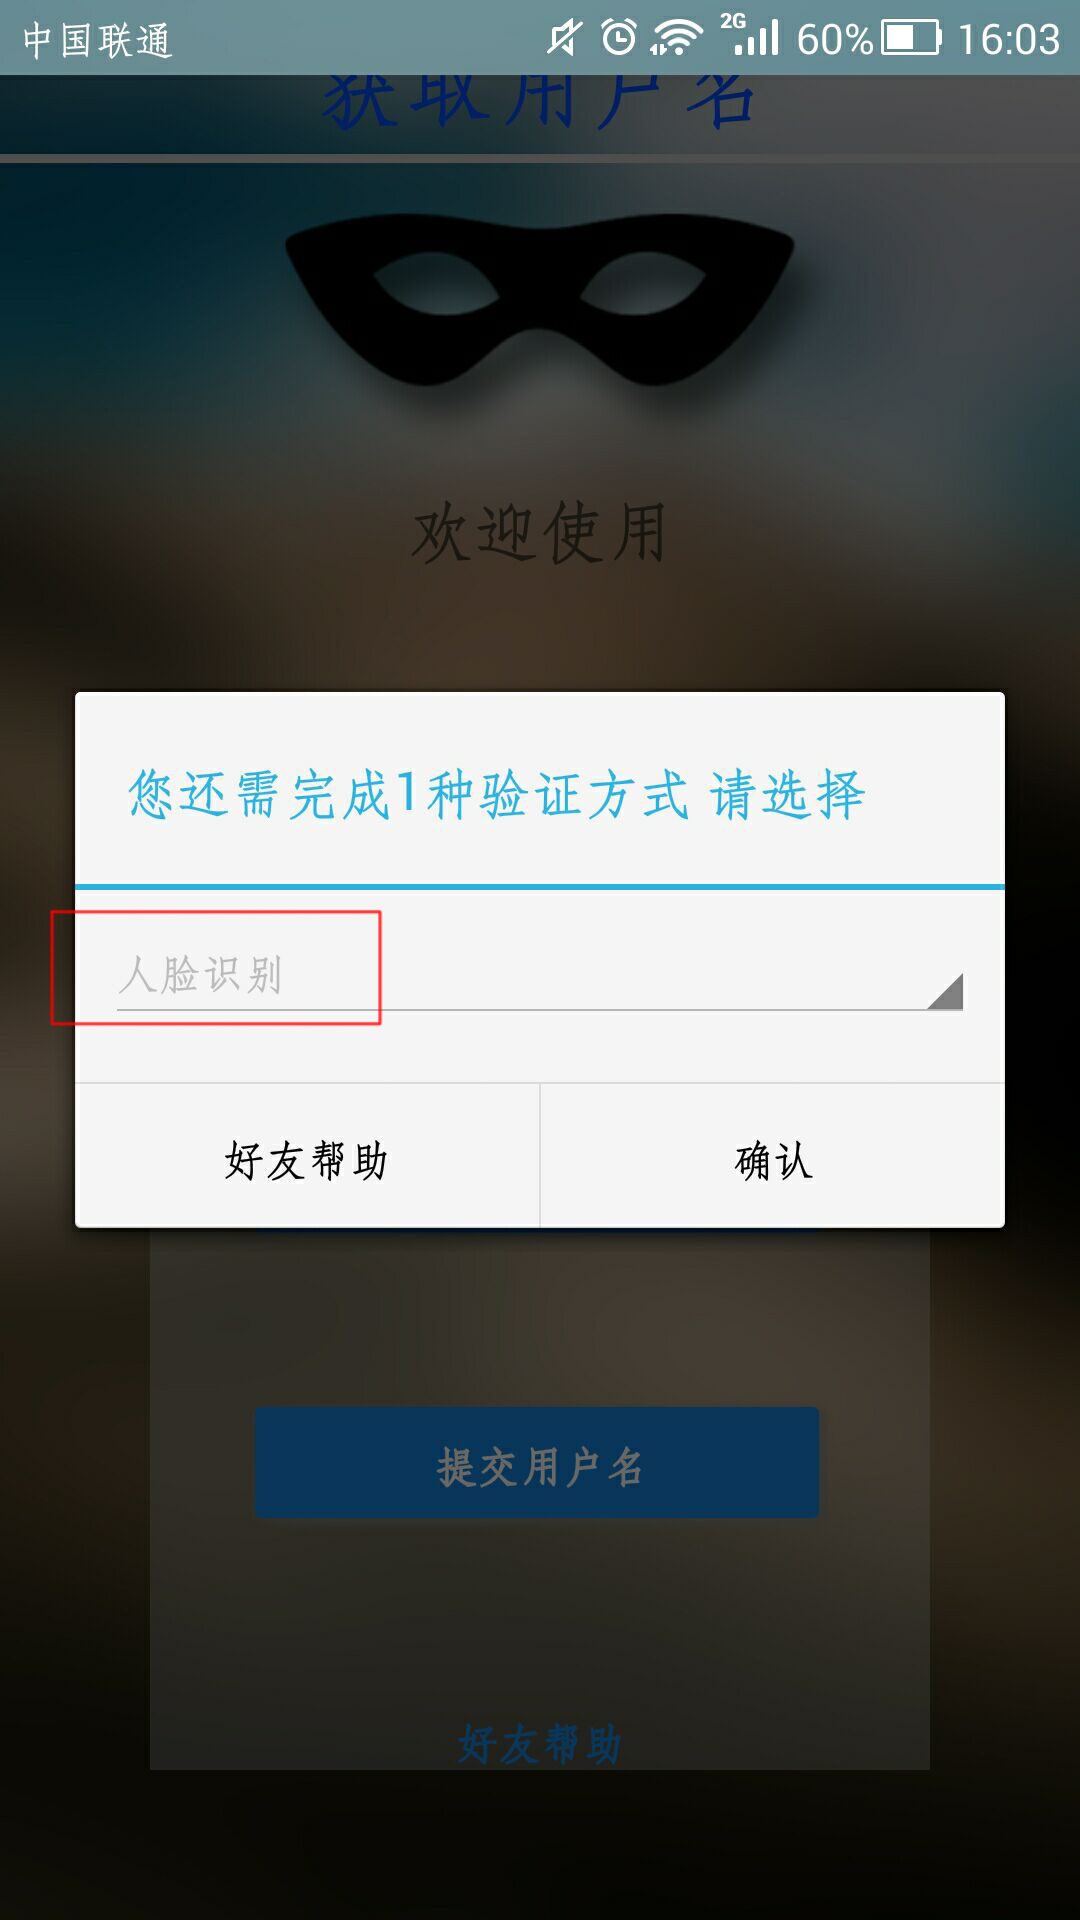 中国联通
2G
60%
16:03
获取用户名
欢迎使用
您还需完成1种验证方式 请选择
人脸识别
好友帮助
确认
提交用户名
好友帮助